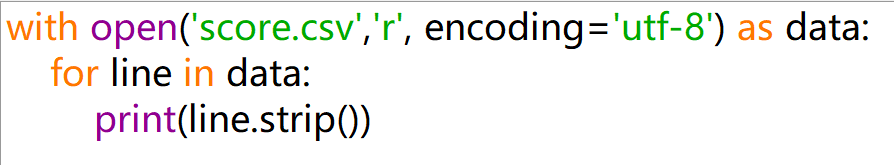 with open('score.csv','r', encoding='utf-8') as data:
for line in data:
print(line.strip())